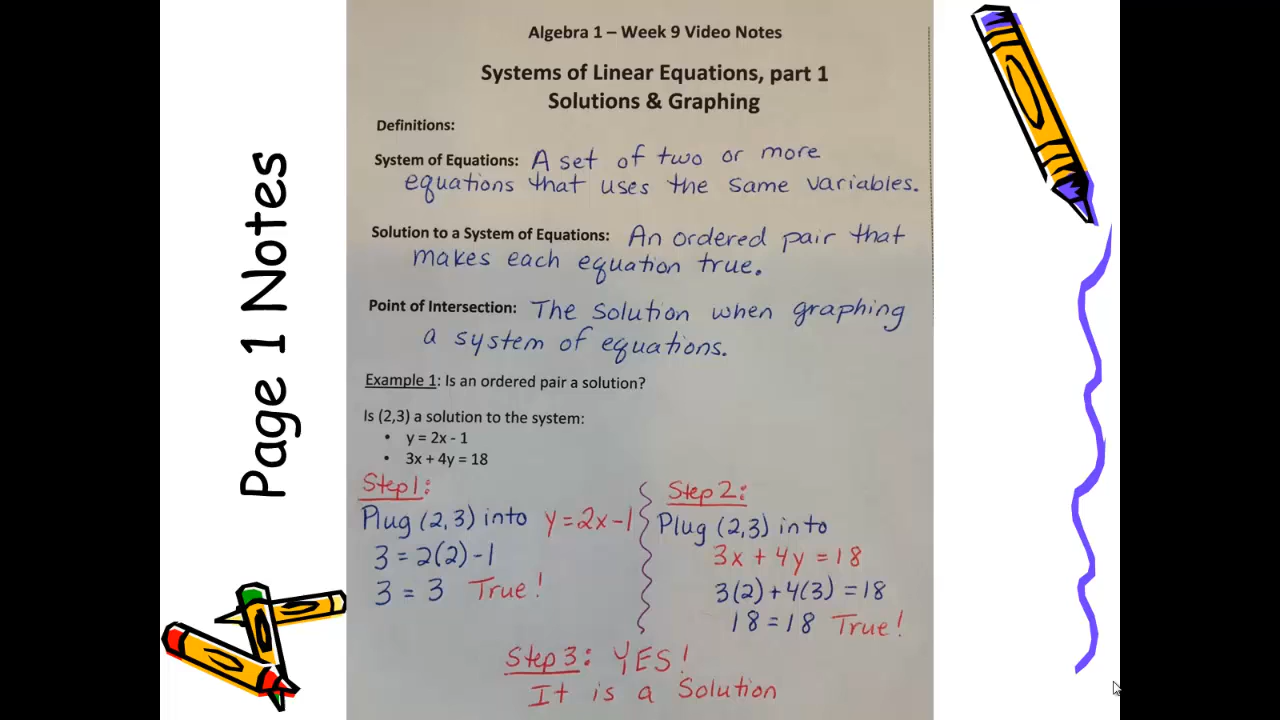 Page 1 Notes
Algebra 1 – Week 9 Video Notes
Systems of Linear Equations, part 1
Solutions & Graphing
Definitions:
System of Equations: A set of two or more
equations that uses the same variables.
Solution to a System of Equations: An ordered pair that
makes each equation true.
Point of Intersection: The solution when graphing
a system of equations.
Example 1: Is an ordered pair a solution?
Is (2,3) a solution to the system:
• y = 2x - 1
• 3x + 4y = 18
Step 1:
Plug (2,3) into y=2x-1
3 = 2(2)-1
3 = 3 True!
Step 2:
Plug (2,3) into
3x + 4y = 18
3(2)+4(3) = 18
18 = 18 True!
Step 3: YES!
It is a Solution